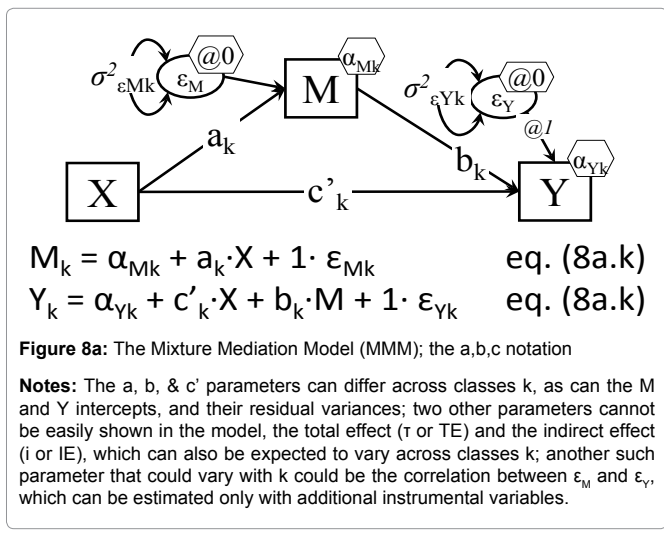 @0
@0
σ²εMk
εM
M
αMk
σ²εYk
εY
ak
bk
@1
X
c'k
Y
αYk
Mk = αMk + ak·X + 1· εMk eq. (8a.k)
Yk = αYk + c'k·X + bk·M + 1· εYk eq. (8a.k)
Figure 8a: The Mixture Mediation Model (MMM); the a,b,c notation
Notes: The a, b, & c' parameters can differ across classes k, as can the M
and Y intercepts, and their residual variances; two other parameters cannot
be easily shown in the model, the total effect (τ or TE) and the indirect effect
(i or IE), which can also be expected to vary across classes k; another such
parameter that could vary with k could be the correlation between εM and εY,
which can be estimated only with additional instrumental variables.